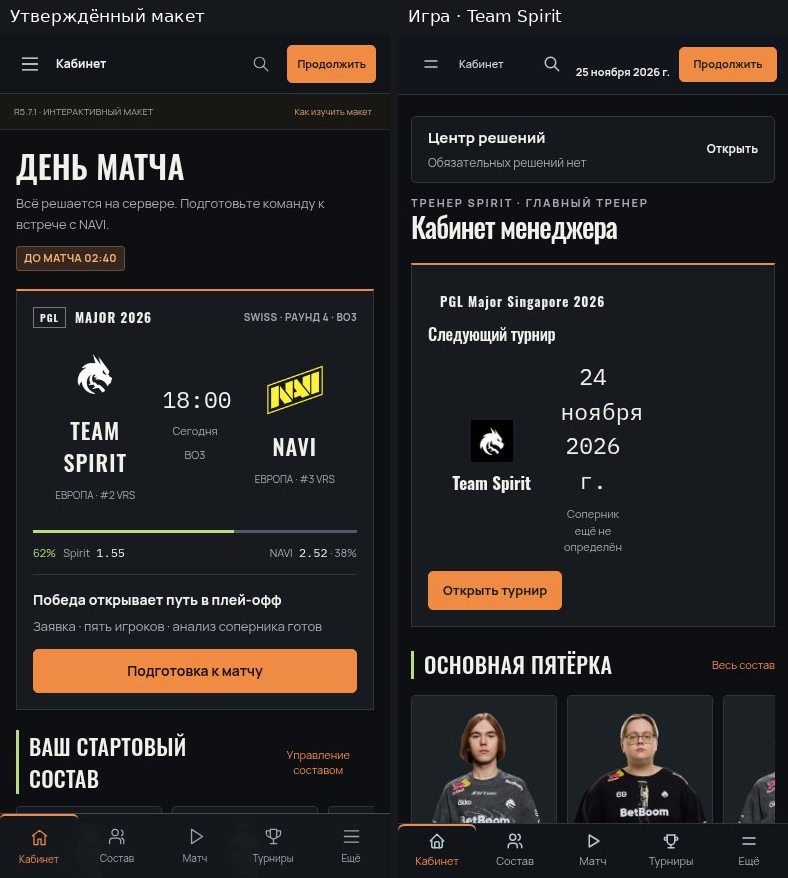 Утверждённый макет
Кабинет
Продолжить
R5.7.1 · ИНТЕРАКТИВНЫЙ МАКЕТ
Как изучить макет
ДЕНЬ МАТЧА
Всё решается на сервере. Подготовьте команду к
встрече с NAVI.
ДО МАТЧА 02:40
PGL MAJOR 2026
SWISS · РАУНД 4 · BO3
TEAM
SPIRIT
ЕВРОПА · #2 VRS
18:00
Сегодня
BO3
NAVI
NAVI
ЕВРОПА · #3 VRS
62% Spirit 1.55
NAVI 2.52 · 38%
Победа открывает путь в плей-офф
Заявка · пять игроков · анализ соперника готов
Подготовка к матчу
ВАШ СТАРТОВЫЙ
СОСТАВ
Управление
составом
Кабинет
Состав
Матч
Турниры
Ещё
Игра · Team Spirit
Кабинет
25 ноября 2026 г.
Продолжить
Центр решений
Обязательных решений нет
Открыть
ТРЕНЕР SPIRIT · ГЛАВНЫЙ ТРЕНЕР
Кабинет менеджера
PGL Major Singapore 2026
Следующий турнир
Team Spirit
24
ноября
2026
г.
Соперник
ещё не
определён
Открыть турнир
ОСНОВНАЯ ПЯТЁРКА
Весь состав
BetBoom
69
BetBoom
Кабинет
Состав
Матч
Турниры
Ещё